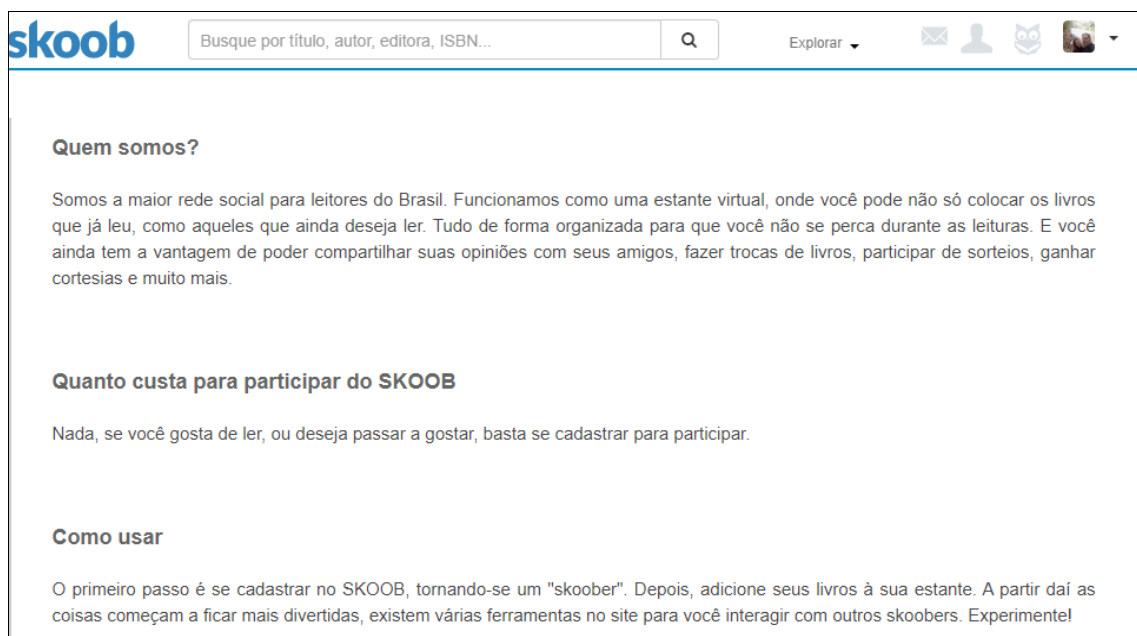 skoob
Busque por título, autor, editora, ISBN...
Explorar
Quem somos?
Somos a maior rede social para leitores do Brasil. Funcionamos como uma estante virtual, onde você pode não só colocar os livros
que já leu, como aqueles que ainda deseja ler. Tudo de forma organizada para que você não se perca durante as leituras. E você
ainda tem a vantagem de poder compartilhar suas opiniões com seus amigos, fazer trocas de livros, participar de sorteios, ganhar
cortesias e muito mais.
Quanto custa para participar do SKOOB
Nada, se você gosta de ler, ou deseja passar a gostar, basta se cadastrar para participar.
Como usar
O primeiro passo é se cadastrar no SKOOB, tornando-se um "skoober". Depois, adicione seus livros à sua estante. A partir daí as
coisas começam a ficar mais divertidas, existem várias ferramentas no site para você interagir com outros skoobers. Experimente!